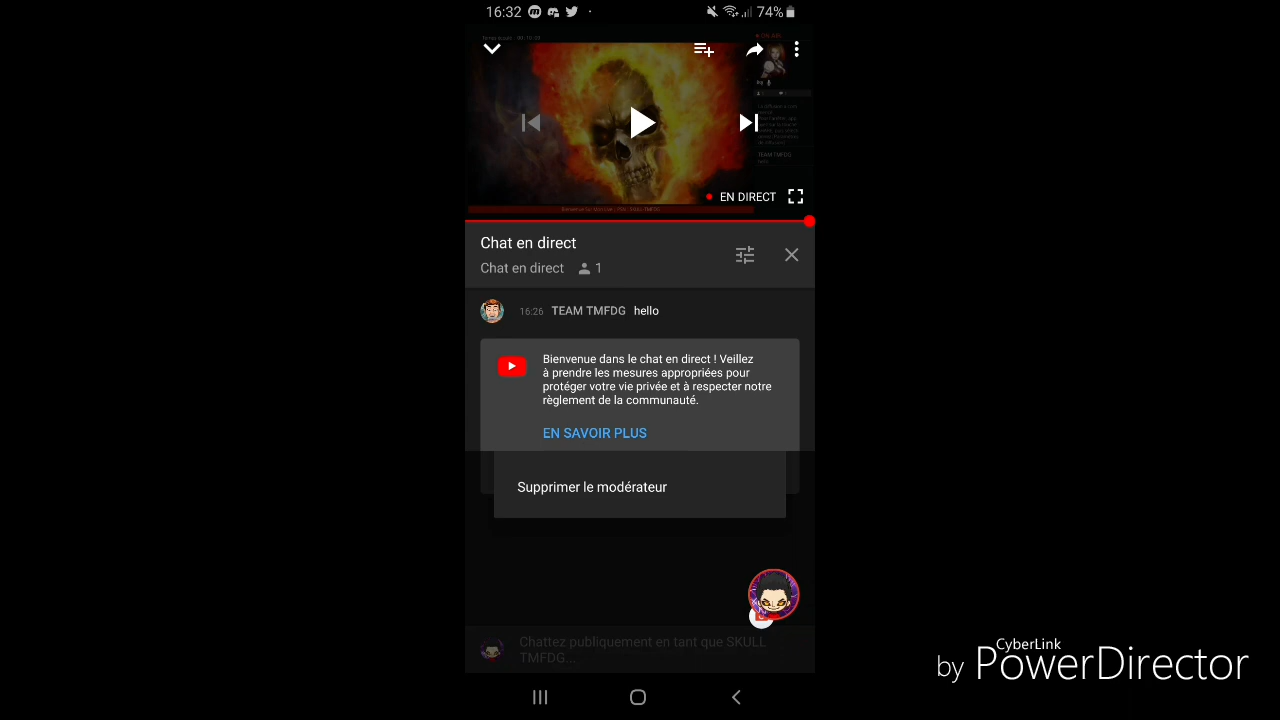 16:32
74%
EN DIRECT
Chat en direct
Chat en direct 1
16:26 TEAM TMFDG hello
Bienvenue dans le chat en direct ! Veillez
à prendre les mesures appropriées pour
protéger votre vie privée et à respecter notre
règlement de la communauté.
EN SAVOIR PLUS
Supprimer le modérateur
Chattez publiquement en tant que SKULL
TMFDG...
CyberLink
by PowerDirector